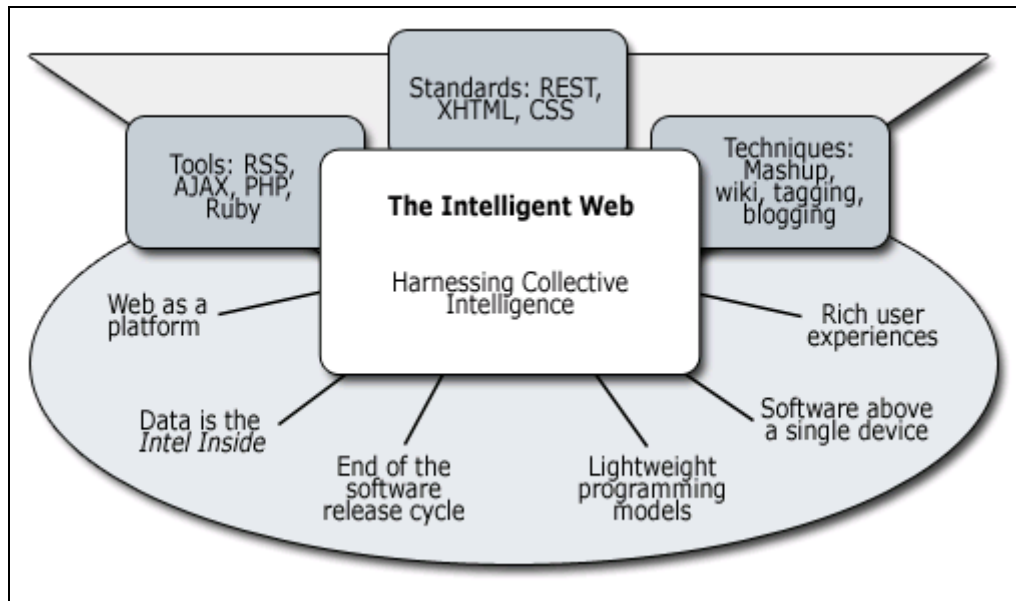 Standards: REST,
XHTML, CSS
Tools: RSS,
AJAX, PHP,
Ruby
Techniques:
Mashup,
wiki, tagging,
blogging
The Intelligent Web
Harnessing Collective
Intelligence
Web as a
platform
Data is the
Intel Inside
End of the
software
release cycle
Lightweight
programming
models
Software above
a single device
Rich user
experiences